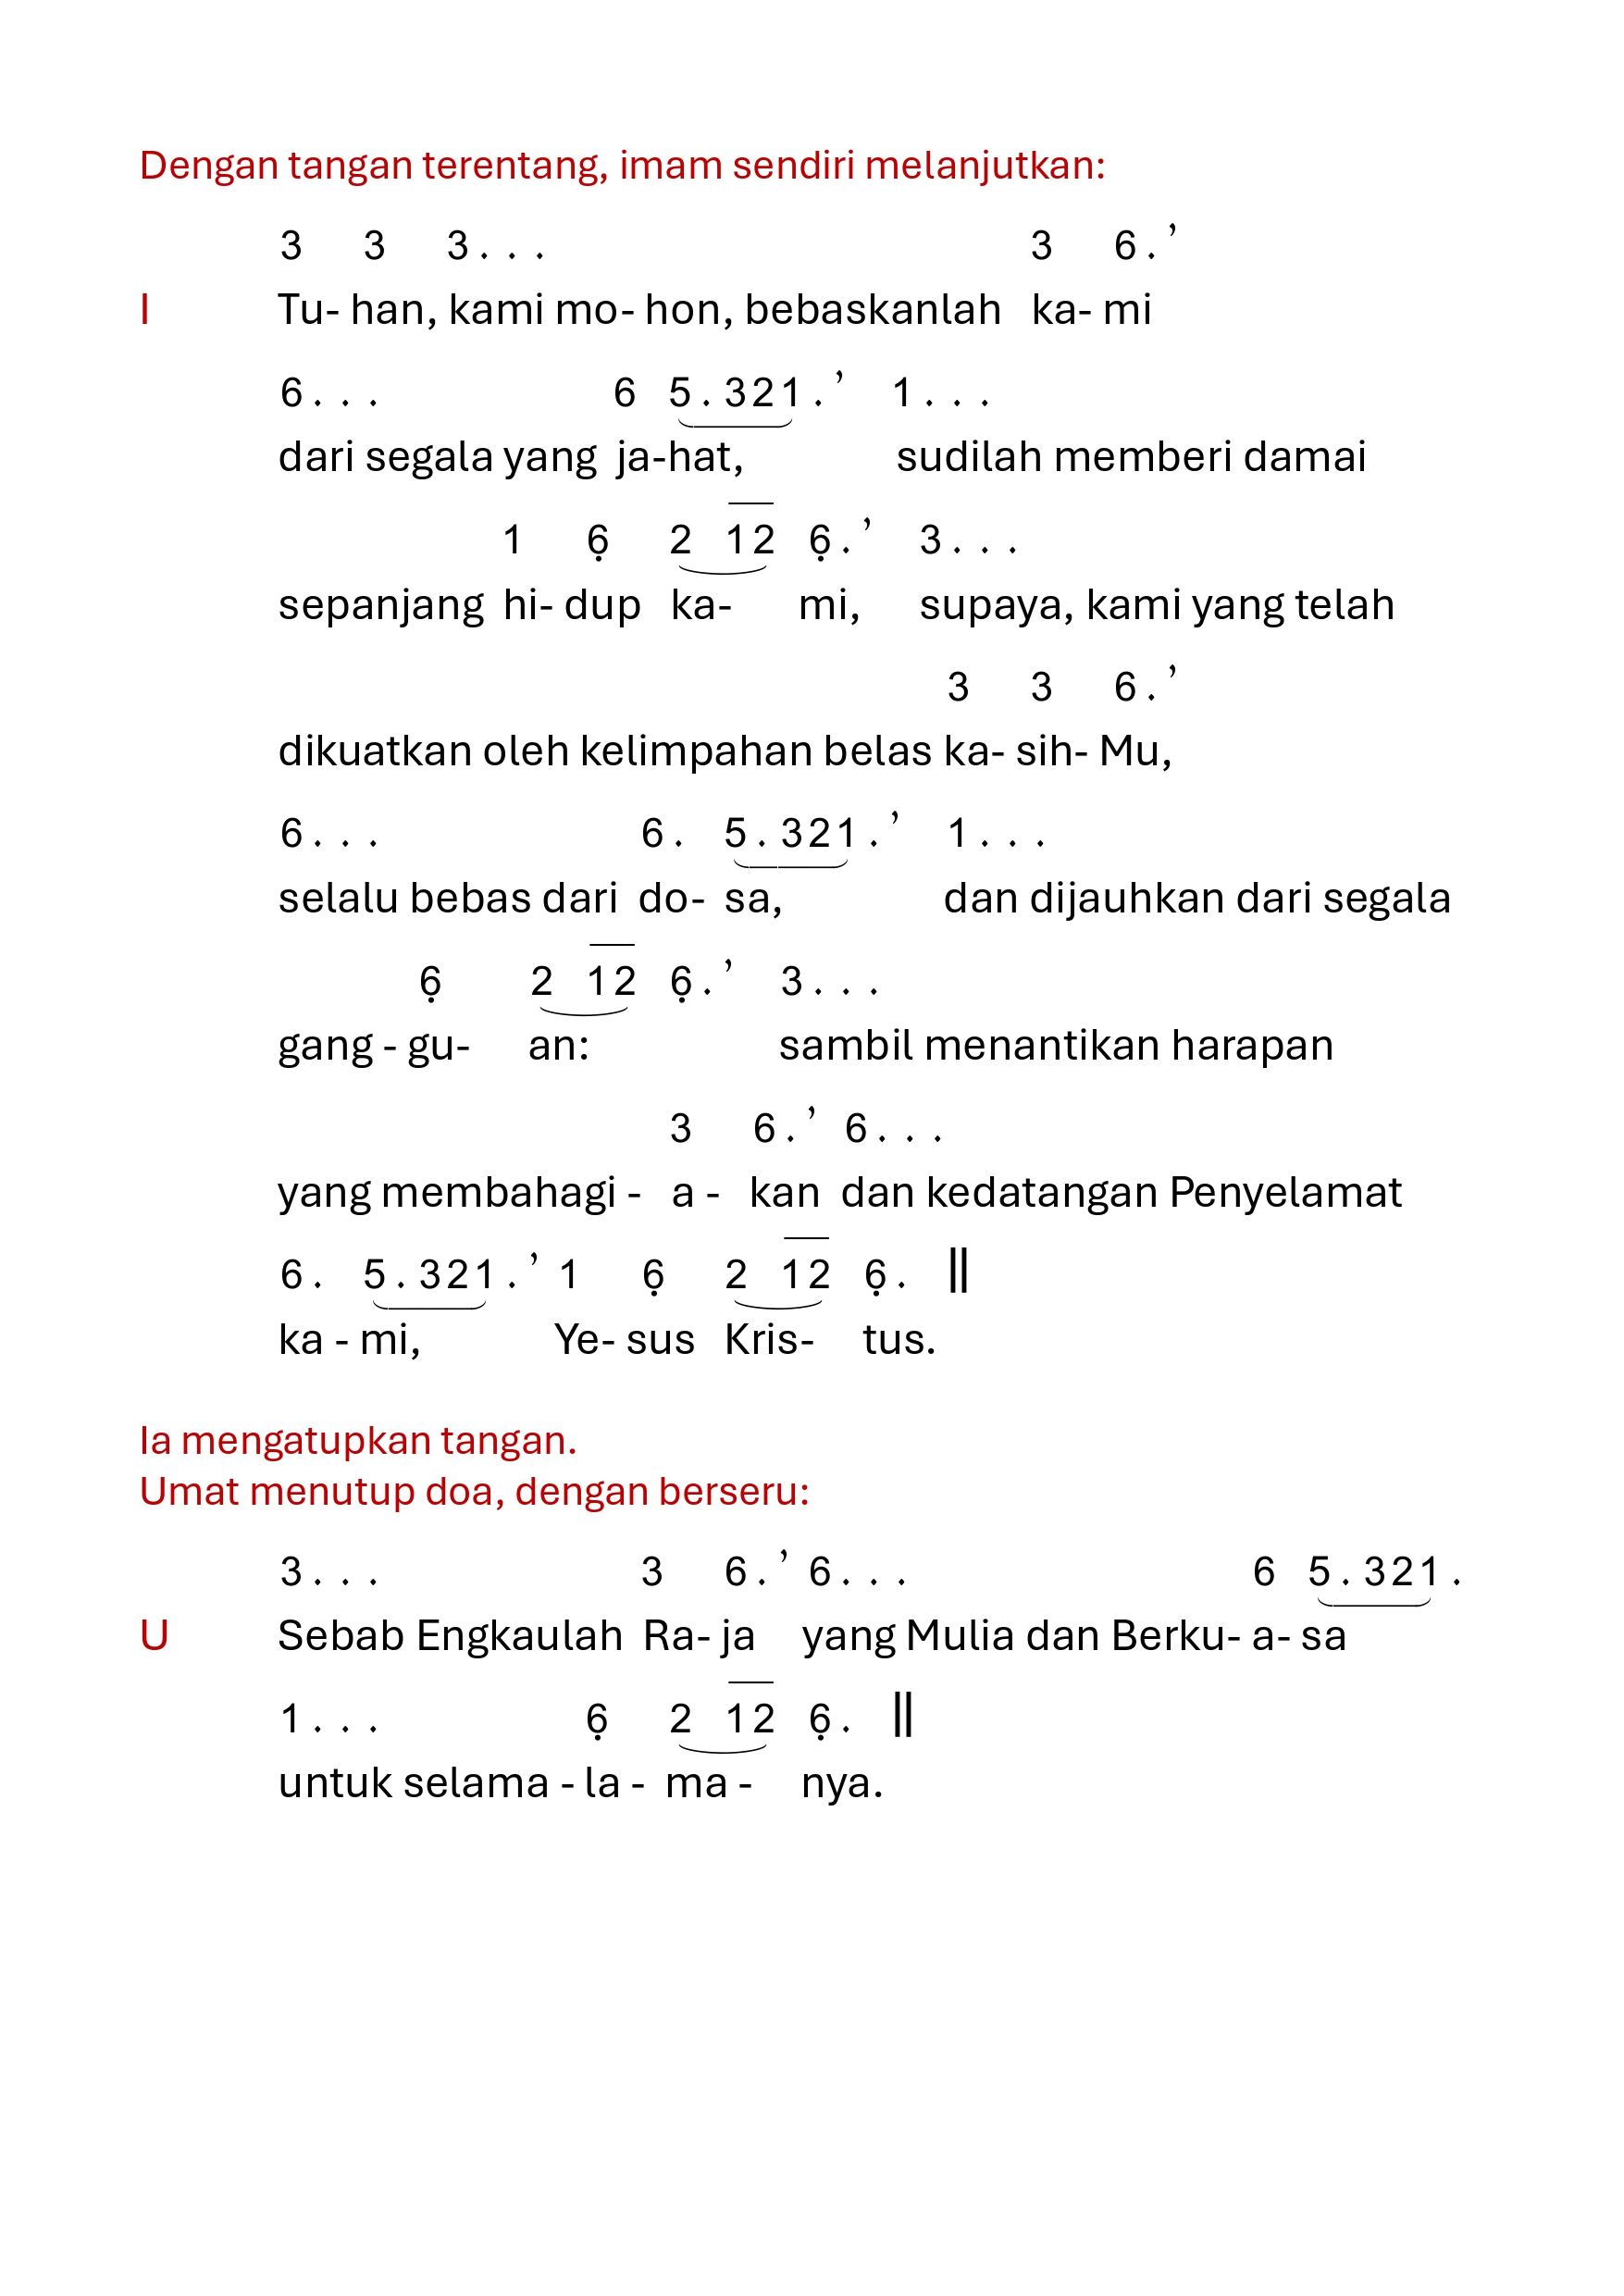 Dengan tangan terentang, imam sendiri melanjutkan:
3 3 3 . . . 3 6 . ’
I Tu- han, kami mo- hon, bebaskanlah ka- mi
6 . . . 6 5 . 3 2 1 . ’ 1 . . .
dari segala yang ja-hat, sudilah memberi damai
1 6̣ 2 1̅2̅ 6̣ . ’ 3 . . .
sepanjang hi- dup ka- mi, supaya, kami yang telah
3 3 6 . ’
dikuatkan oleh kelimpahan belas ka- sih- Mu,
6 . . . 6 . 5 . 3 2 1 . ’ 1 . . .
selalu bebas dari do- sa, dan dijauhkan dari segala
6̣ 2 1̅2̅ 6̣ . ’ 3 . . .
gang - gu- an: sambil menantikan harapan
3 6 . ’ 6 . . .
yang membahagi - a - kan dan kedatangan Penyelamat
6 . 5 . 3 2 1 . ’ 1 6̣ 2 1̅2̅ 6̣ . ‖
ka - mi, Ye- sus Kris- tus.
Ia mengatupkan tangan.
Umat menutup doa, dengan berseru:
3 . . . 3 6 . ’ 6 . . . 6 5 . 3 2 1 .
U Sebab Engkaulah Ra- ja yang Mulia dan Berku- a- sa
1 . . . 6̣ 2 1̅2̅ 6̣ . ‖
untuk selama - la - ma - nya.